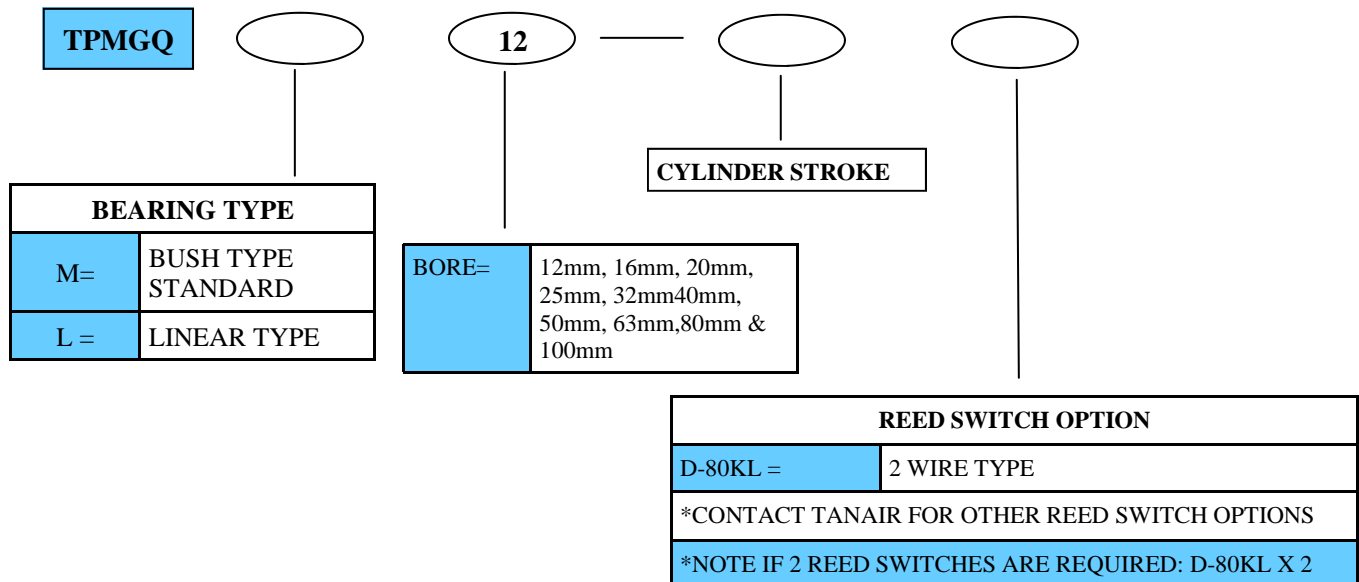 TPMGQ 12
CYLINDER STROKE
BEARING TYPE
M= BUSH TYPE
STANDARD
L = LINEAR TYPE
BORE= 12mm, 16mm, 20mm,
25mm, 32mm40mm,
50mm, 63mm,80mm &
100mm
REED SWITCH OPTION
D-80KL = 2 WIRE TYPE
*CONTACT TANAIR FOR OTHER REED SWITCH OPTIONS
*NOTE IF 2 REED SWITCHES ARE REQUIRED: D-80KL X 2